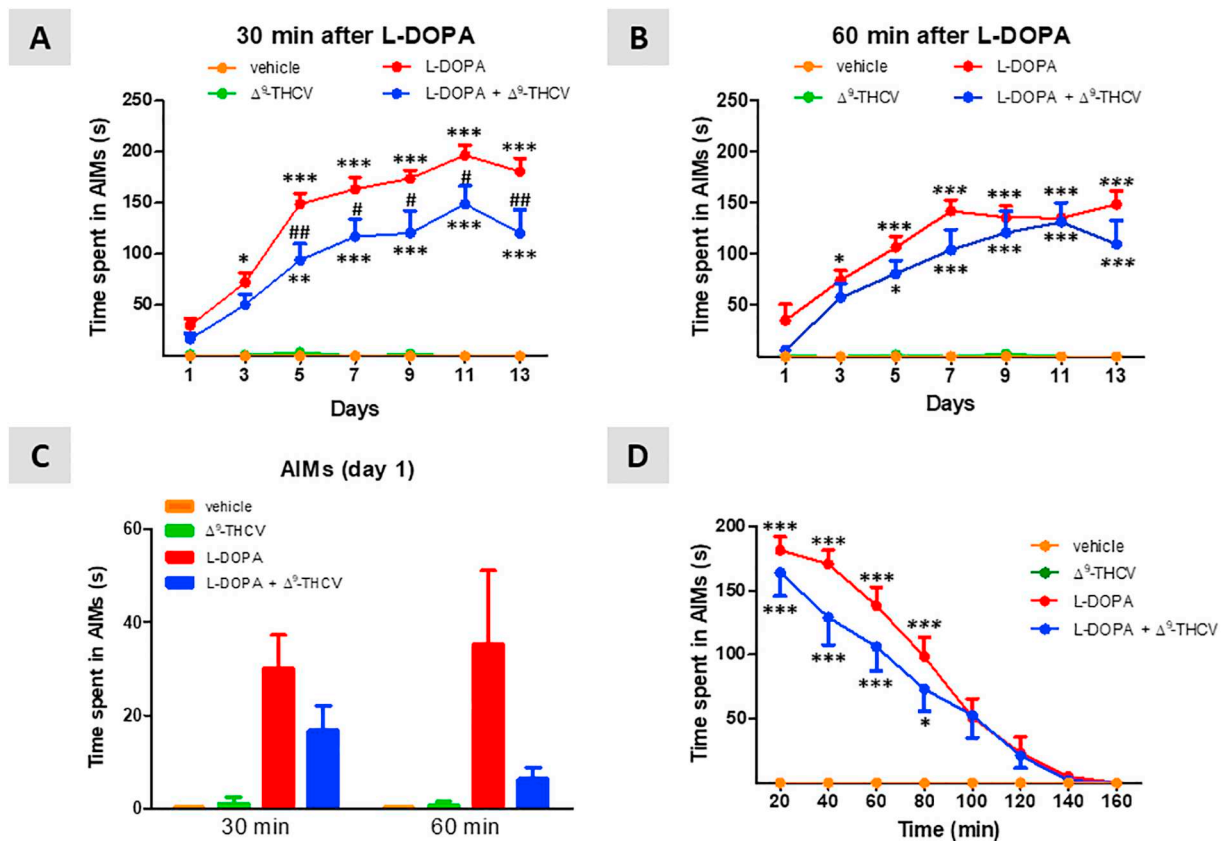 A
30 min after L-DOPA
vehicle
L-DOPA
Δ⁹-THCV
L-DOPA + Δ⁹-THCV
Time spent in AIMs (s)
250
200
150
100
50
*
***
***
***
***
***
##
#
#
#
##
**
***
***
***
***
1 3 5 7 9 11 13
Days
B
60 min after L-DOPA
vehicle
L-DOPA
Δ⁹-THCV
L-DOPA + Δ⁹-THCV
Time spent in AIMs (s)
250
200
150
100
50
*
***
***
***
***
*
***
***
***
***
1 3 5 7 9 11 13
Days
C
AIMs (day 1)
vehicle
Δ⁹-THCV
L-DOPA
L-DOPA + Δ⁹-THCV
Time spent in AIMs (s)
60
40
20
0
30 min 60 min
D
vehicle
Δ⁹-THCV
L-DOPA
L-DOPA + Δ⁹-THCV
Time spent in AIMs (s)
200
150
100
50
***
***
***
***
***
***
***
*
20 40 60 80 100 120 140 160
Time (min)